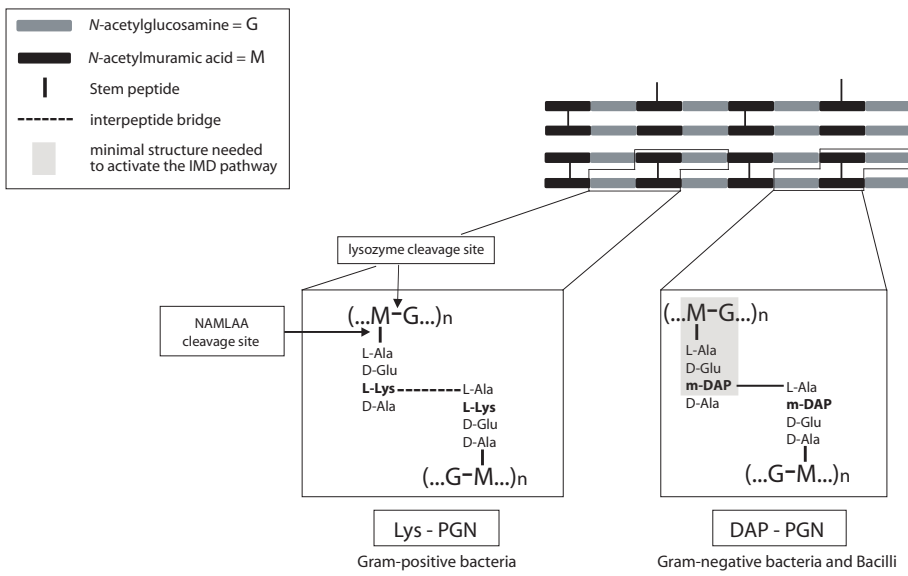 N-acetylglucosamine = G
N-acetylmuramic acid = M
Stem peptide
interpeptide bridge
minimal structure needed
to activate the IMD pathway
lysozyme cleavage site
NAMLAA
cleavage site
(...M-G...)n
L-Ala
D-Glu
L-Lys
D-Ala
L-Ala
L-Lys
D-Glu
D-Ala
(...G-M...)n
Lys - PGN
Gram-positive bacteria
(...M-G...)n
L-Ala
D-Glu
m-DAP
D-Ala
L-Ala
m-DAP
D-Glu
D-Ala
(...G-M...)n
DAP - PGN
Gram-negative bacteria and Bacilli